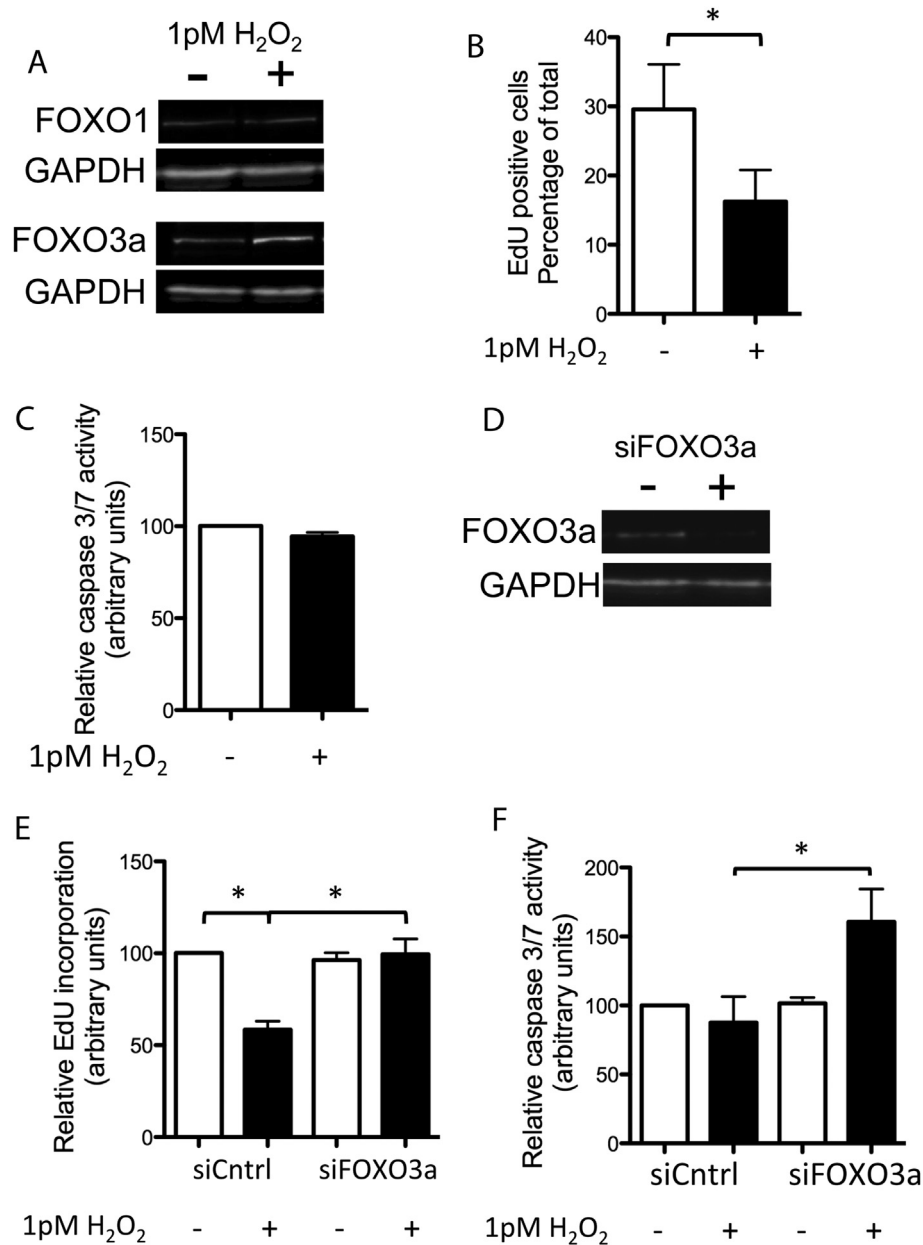 A
1pM H₂O₂
- +
FOXO1
GAPDH
FOXO3a
GAPDH
B
EdU positive cells
Percentage of total
40
30
20
10
0
*
1pM H₂O₂ - +
C
Relative caspase 3/7 activity
(arbitrary units)
150
100
50
0
1pM H₂O₂ - +
D
siFOXO3a
- +
FOXO3a
GAPDH
E
Relative EdU incorporation
(arbitrary units)
150
100
50
0
* *
siCntrl siFOXO3a
1pM H₂O₂ - + - +
F
Relative caspase 3/7 activity
(arbitrary units)
200
150
100
50
0
*
siCntrl siFOXO3a
1pM H₂O₂ - + - +